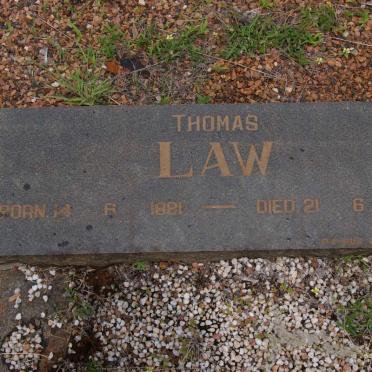 THOMAS
LAW
BORN 14 6 1881 — DIED 21 6